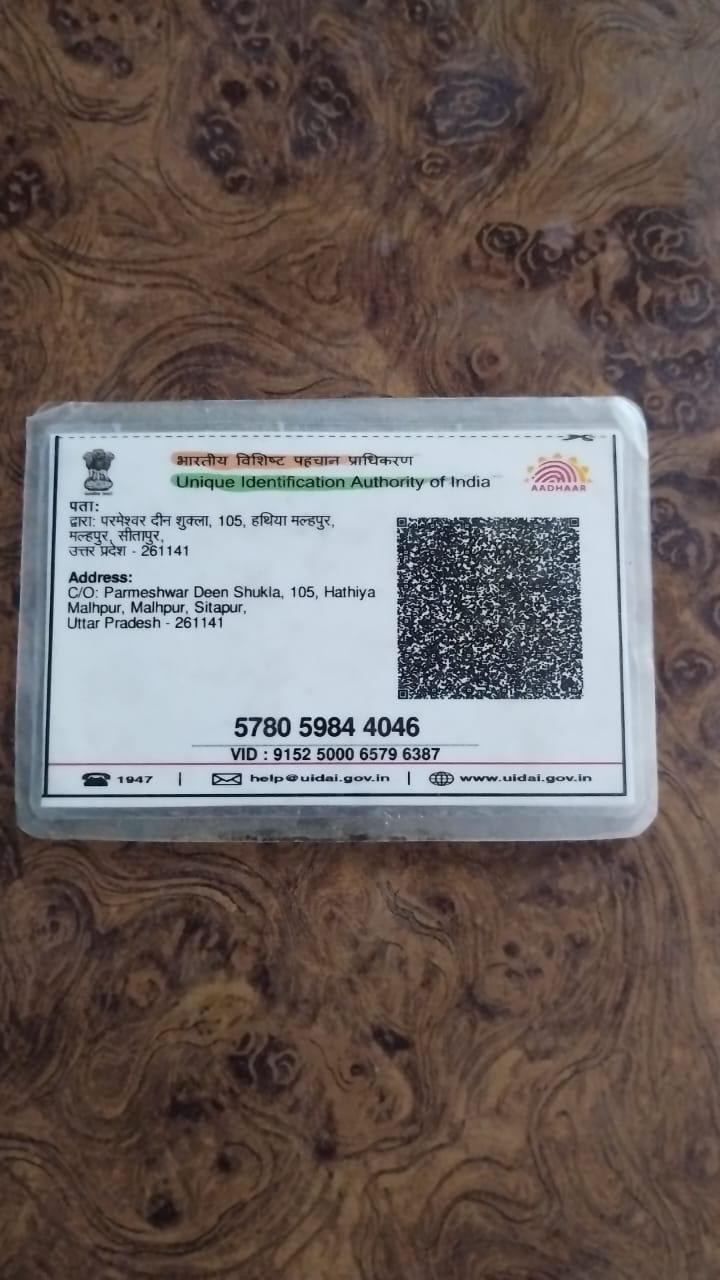 भारतीय विशिष्ट पहचान प्राधिकरण
Unique Identification Authority of India
AADHAAR
पता:
द्वारा: परमेश्वर दीन शुक्ला, 105, हथिया मल्हपुर,
मल्हपुर, सीतापुर,
उत्तर प्रदेश - 261141
Address:
C/O: Parmeshwar Deen Shukla, 105, Hathiya
Malhpur, Malhpur, Sitapur,
Uttar Pradesh - 261141
5780 5984 4046
VID : 9152 5000 6579 6387
1947 | help@uidai.gov.in | www.uidai.gov.in